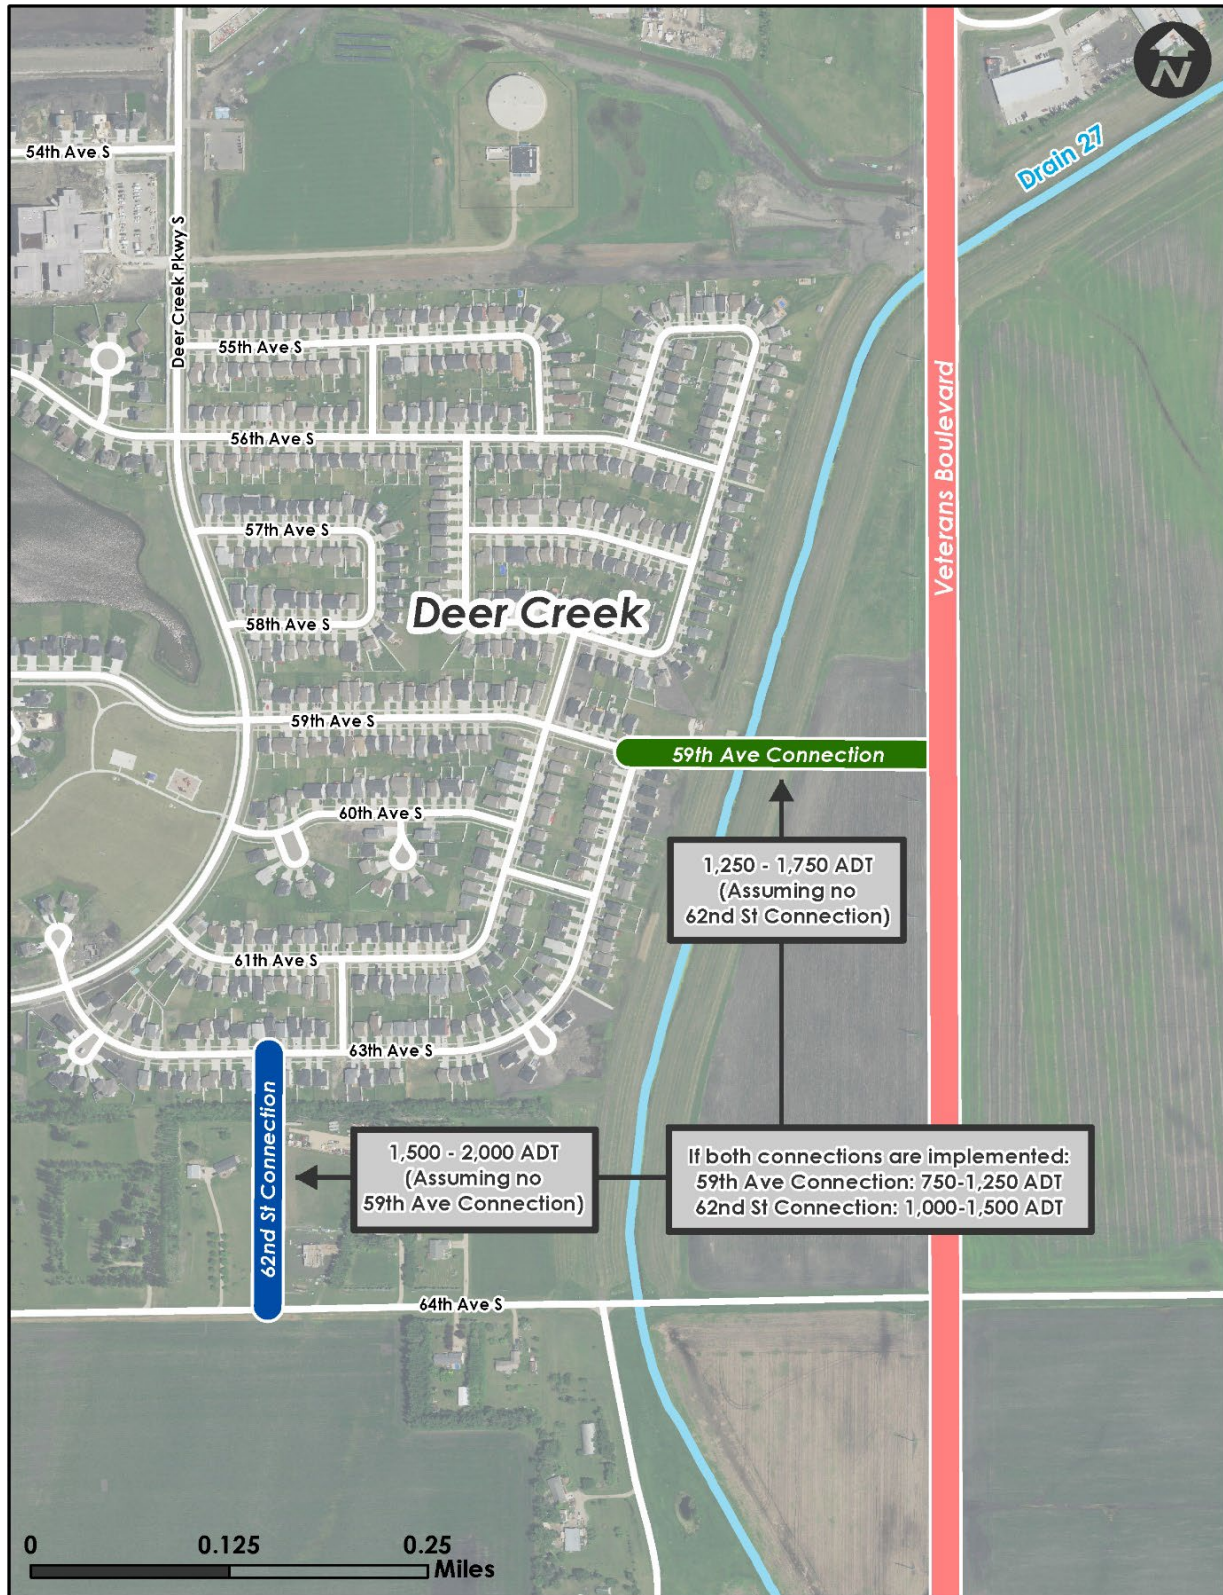 N
Drain 27
54th Ave S
Deer Creek Pkwy S
55th Ave S
Veterans Boulevard
56th Ave S
57th Ave S
Deer Creek
58th Ave S
59th Ave S
59th Ave Connection
60th Ave S
1,250 - 1,750 ADT
(Assuming no
62nd St Connection)
61th Ave S
63th Ave S
62nd St Connection
1,500 - 2,000 ADT
(Assuming no
59th Ave Connection)
If both connections are implemented:
59th Ave Connection: 750-1,250 ADT
62nd St Connection: 1,000-1,500 ADT
64th Ave S
0 0.125 0.25
Miles